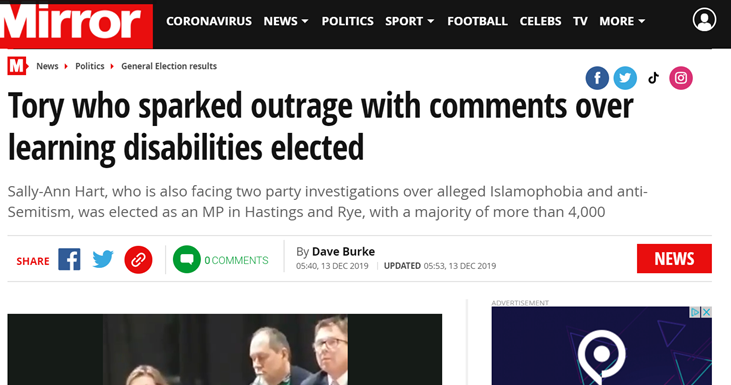 Mirror
CORONAVIRUS NEWS POLITICS SPORT FOOTBALL CELEBS TV MORE
M News Politics General Election results
Tory who sparked outrage with comments over
learning disabilities elected
Sally-Ann Hart, who is also facing two party investigations over alleged Islamophobia and anti-
Semitism, was elected as an MP in Hastings and Rye, with a majority of more than 4,000
SHARE
0 COMMENTS
By Dave Burke
05:40, 13 DEC 2019 UPDATED 05:53, 13 DEC 2019
NEWS
ADVERTISEMENT